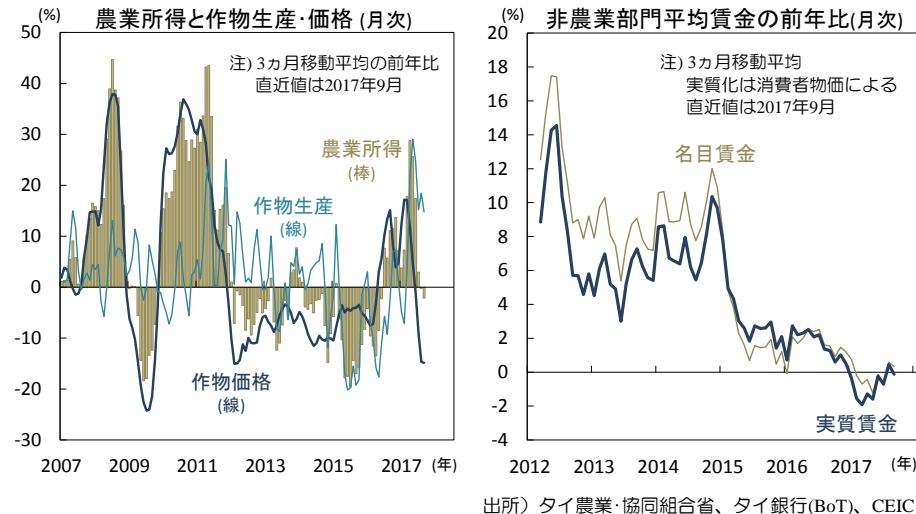 農業所得と作物生産・価格 (月次)
(%)
注) 3ヵ月移動平均の前年比
直近値は2017年9月
農業所得
(棒)
作物生産
(線)
作物価格
(線)
50
40
30
20
10
0
-10
-20
-30
2007 2009 2011 2013 2015 2017 (年)
非農業部門平均賃金の前年比(月次)
(%)
注) 3ヵ月移動平均
実質化は消費者物価による
直近値は2017年9月
名目賃金
実質賃金
20
18
16
14
12
10
8
6
4
2
0
-2
-4
2012 2013 2014 2015 2016 2017 (年)
出所）タイ農業・協同組合省、タイ銀行(BoT)、CEIC